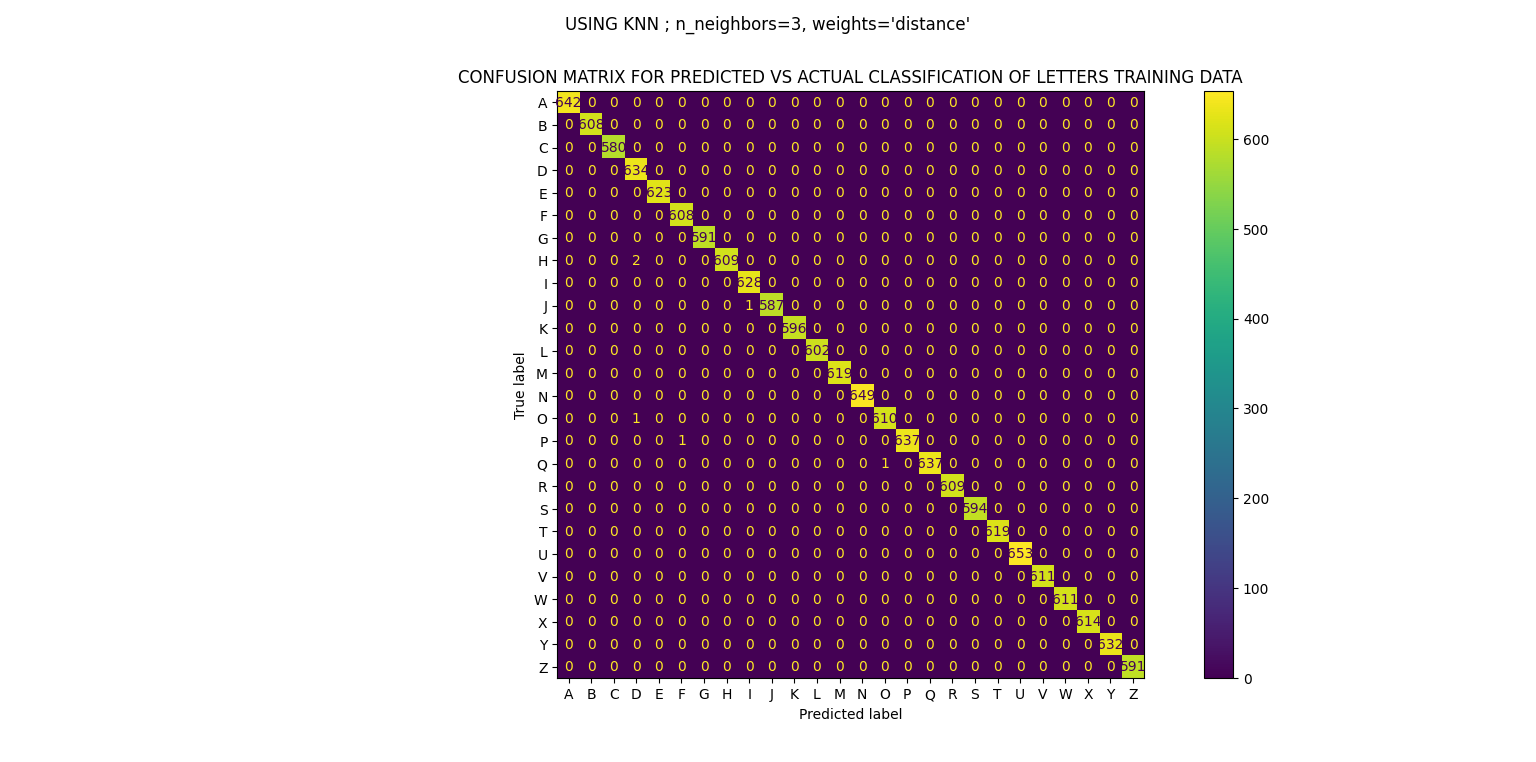 USING KNN ; n_neighbors=3, weights='distance'
CONFUSION MATRIX FOR PREDICTED VS ACTUAL CLASSIFICATION OF LETTERS TRAINING DATA
A 642 0 0 0 0 0 0 0 0 0 0 0 0 0 0 0 0 0 0 0 0 0 0 0 0 0
B 0 608 0 0 0 0 0 0 0 0 0 0 0 0 0 0 0 0 0 0 0 0 0 0 0 0
C 0 0 580 0 0 0 0 0 0 0 0 0 0 0 0 0 0 0 0 0 0 0 0 0 0 0
D 0 0 0 634 0 0 0 0 0 0 0 0 0 0 0 0 0 0 0 0 0 0 0 0 0 0
E 0 0 0 0 623 0 0 0 0 0 0 0 0 0 0 0 0 0 0 0 0 0 0 0 0 0
F 0 0 0 0 0 608 0 0 0 0 0 0 0 0 0 0 0 0 0 0 0 0 0 0 0 0
G 0 0 0 0 0 0 591 0 0 0 0 0 0 0 0 0 0 0 0 0 0 0 0 0 0 0
H 0 0 0 2 0 0 0 609 0 0 0 0 0 0 0 0 0 0 0 0 0 0 0 0 0 0
I 0 0 0 0 0 0 0 0 628 0 0 0 0 0 0 0 0 0 0 0 0 0 0 0 0 0
J 0 0 0 0 0 0 0 0 1 587 0 0 0 0 0 0 0 0 0 0 0 0 0 0 0 0
K 0 0 0 0 0 0 0 0 0 0 596 0 0 0 0 0 0 0 0 0 0 0 0 0 0 0
L 0 0 0 0 0 0 0 0 0 0 0 602 0 0 0 0 0 0 0 0 0 0 0 0 0 0
M 0 0 0 0 0 0 0 0 0 0 0 0 619 0 0 0 0 0 0 0 0 0 0 0 0 0
N 0 0 0 0 0 0 0 0 0 0 0 0 0 649 0 0 0 0 0 0 0 0 0 0 0 0
O 0 0 0 1 0 0 0 0 0 0 0 0 0 0 610 0 0 0 0 0 0 0 0 0 0 0
P 0 0 0 0 0 1 0 0 0 0 0 0 0 0 0 637 0 0 0 0 0 0 0 0 0 0
Q 0 0 0 0 0 0 0 0 0 0 0 0 0 0 1 0 637 0 0 0 0 0 0 0 0 0
R 0 0 0 0 0 0 0 0 0 0 0 0 0 0 0 0 0 609 0 0 0 0 0 0 0 0
S 0 0 0 0 0 0 0 0 0 0 0 0 0 0 0 0 0 0 594 0 0 0 0 0 0 0
T 0 0 0 0 0 0 0 0 0 0 0 0 0 0 0 0 0 0 0 619 0 0 0 0 0 0
U 0 0 0 0 0 0 0 0 0 0 0 0 0 0 0 0 0 0 0 0 653 0 0 0 0 0
V 0 0 0 0 0 0 0 0 0 0 0 0 0 0 0 0 0 0 0 0 0 611 0 0 0 0
W 0 0 0 0 0 0 0 0 0 0 0 0 0 0 0 0 0 0 0 0 0 0 611 0 0 0
X 0 0 0 0 0 0 0 0 0 0 0 0 0 0 0 0 0 0 0 0 0 0 0 614 0 0
Y 0 0 0 0 0 0 0 0 0 0 0 0 0 0 0 0 0 0 0 0 0 0 0 0 632 0
Z 0 0 0 0 0 0 0 0 0 0 0 0 0 0 0 0 0 0 0 0 0 0 0 0 0 591
A B C D E F G H I J K L M N O P Q R S T U V W X Y Z
Predicted label
True label
600
500
400
300
200
100
0